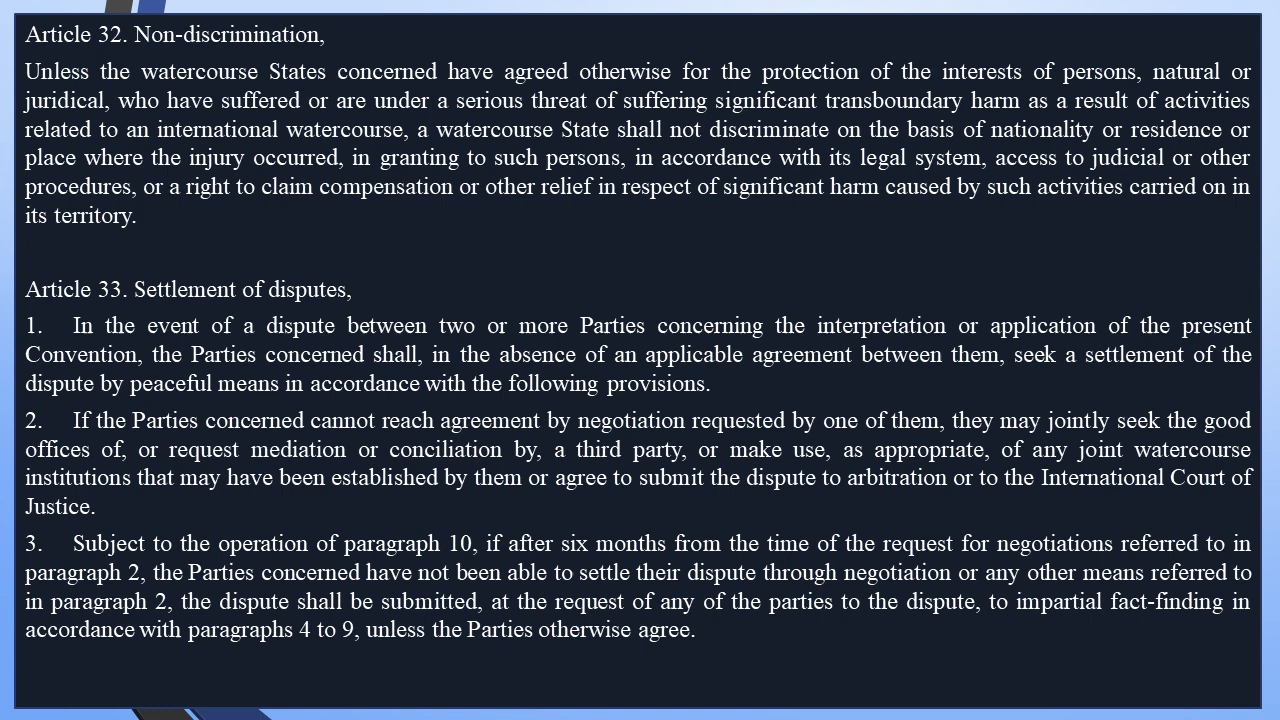 Article 32. Non-discrimination,
Unless the watercourse States concerned have agreed otherwise for the protection of the interests of persons, natural or
juridical, who have suffered or are under a serious threat of suffering significant transboundary harm as a result of activities
related to an international watercourse, a watercourse State shall not discriminate on the basis of nationality or residence or
place where the injury occurred, in granting to such persons, in accordance with its legal system, access to judicial or other
procedures, or a right to claim compensation or other relief in respect of significant harm caused by such activities carried on in
its territory.
Article 33. Settlement of disputes,
1. In the event of a dispute between two or more Parties concerning the interpretation or application of the present
Convention, the Parties concerned shall, in the absence of an applicable agreement between them, seek a settlement of the
dispute by peaceful means in accordance with the following provisions.
2. If the Parties concerned cannot reach agreement by negotiation requested by one of them, they may jointly seek the good
offices of, or request mediation or conciliation by, a third party, or make use, as appropriate, of any joint watercourse
institutions that may have been established by them or agree to submit the dispute to arbitration or to the International Court of
Justice.
3. Subject to the operation of paragraph 10, if after six months from the time of the request for negotiations referred to in
paragraph 2, the Parties concerned have not been able to settle their dispute through negotiation or any other means referred to
in paragraph 2, the dispute shall be submitted, at the request of any of the parties to the dispute, to impartial fact-finding in
accordance with paragraphs 4 to 9, unless the Parties otherwise agree.